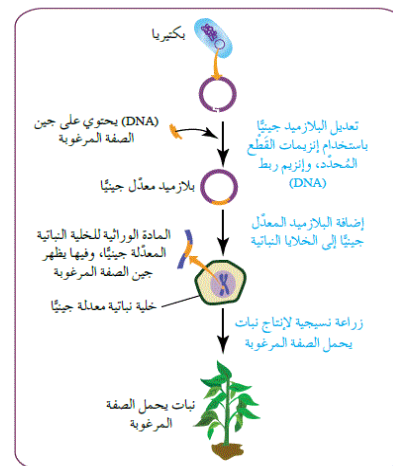 بكتيريا
(DNA) يحتوي على جين
الصفة المرغوبة
تعديل البلازميد جينيًّا
باستخدام إنزيمات القَطع
المُحدَّد، وإنزيم ربط
(DNA)
بلازميد معدّل جينيًّا
إضافة البلازميد المعدّل
جينيًّا إلى الخلايا النباتية
المادة الوراثية للخلية النباتية
المعدّلة جينيًّا، وفيها يظهر
جين الصفة المرغوبة
خلية نباتية معدلة جينيًّا
زراعة نسيجية لإنتاج نبات
يحمل الصفة المرغوبة
نبات يحمل الصفة
المرغوبة